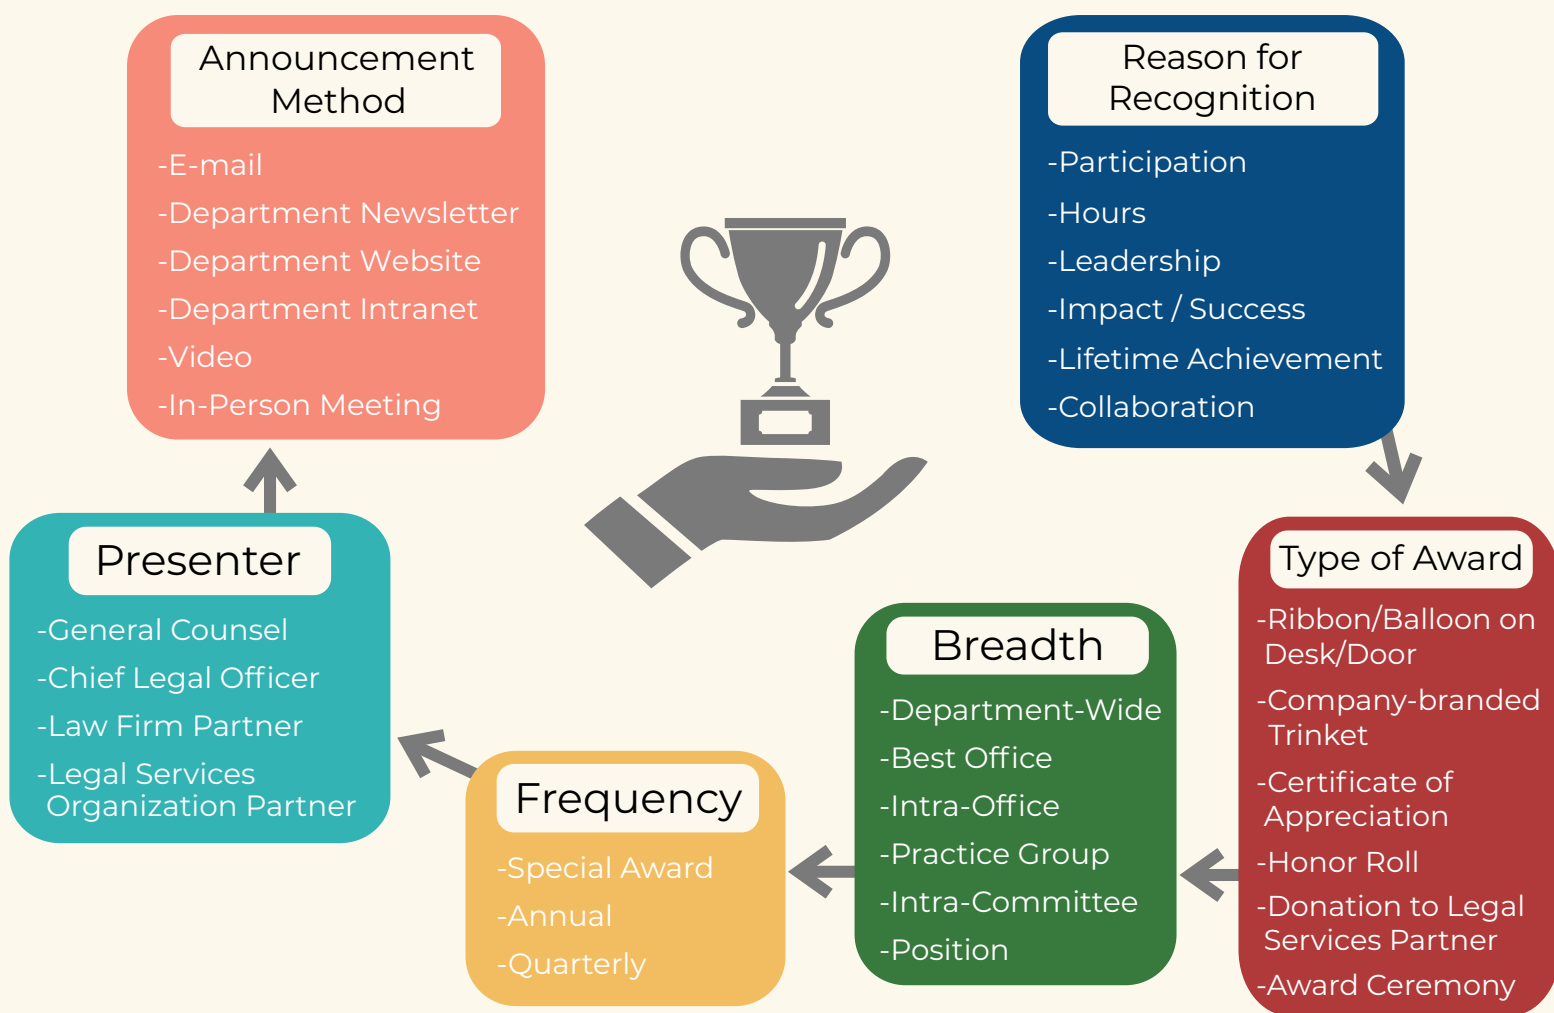 Announcement
Method
-E-mail
-Department Newsletter
-Department Website
-Department Intranet
-Video
-In-Person Meeting
Reason for
Recognition
-Participation
-Hours
-Leadership
-Impact / Success
-Lifetime Achievement
-Collaboration
Presenter
-General Counsel
-Chief Legal Officer
-Law Firm Partner
-Legal Services
Organization Partner
Frequency
-Special Award
-Annual
-Quarterly
Breadth
-Department-Wide
-Best Office
-Intra-Office
-Practice Group
-Intra-Committee
-Position
Type of Award
-Ribbon/Balloon on
Desk/Door
-Company-branded
Trinket
-Certificate of
Appreciation
-Honor Roll
-Donation to Legal
Services Partner
-Award Ceremony